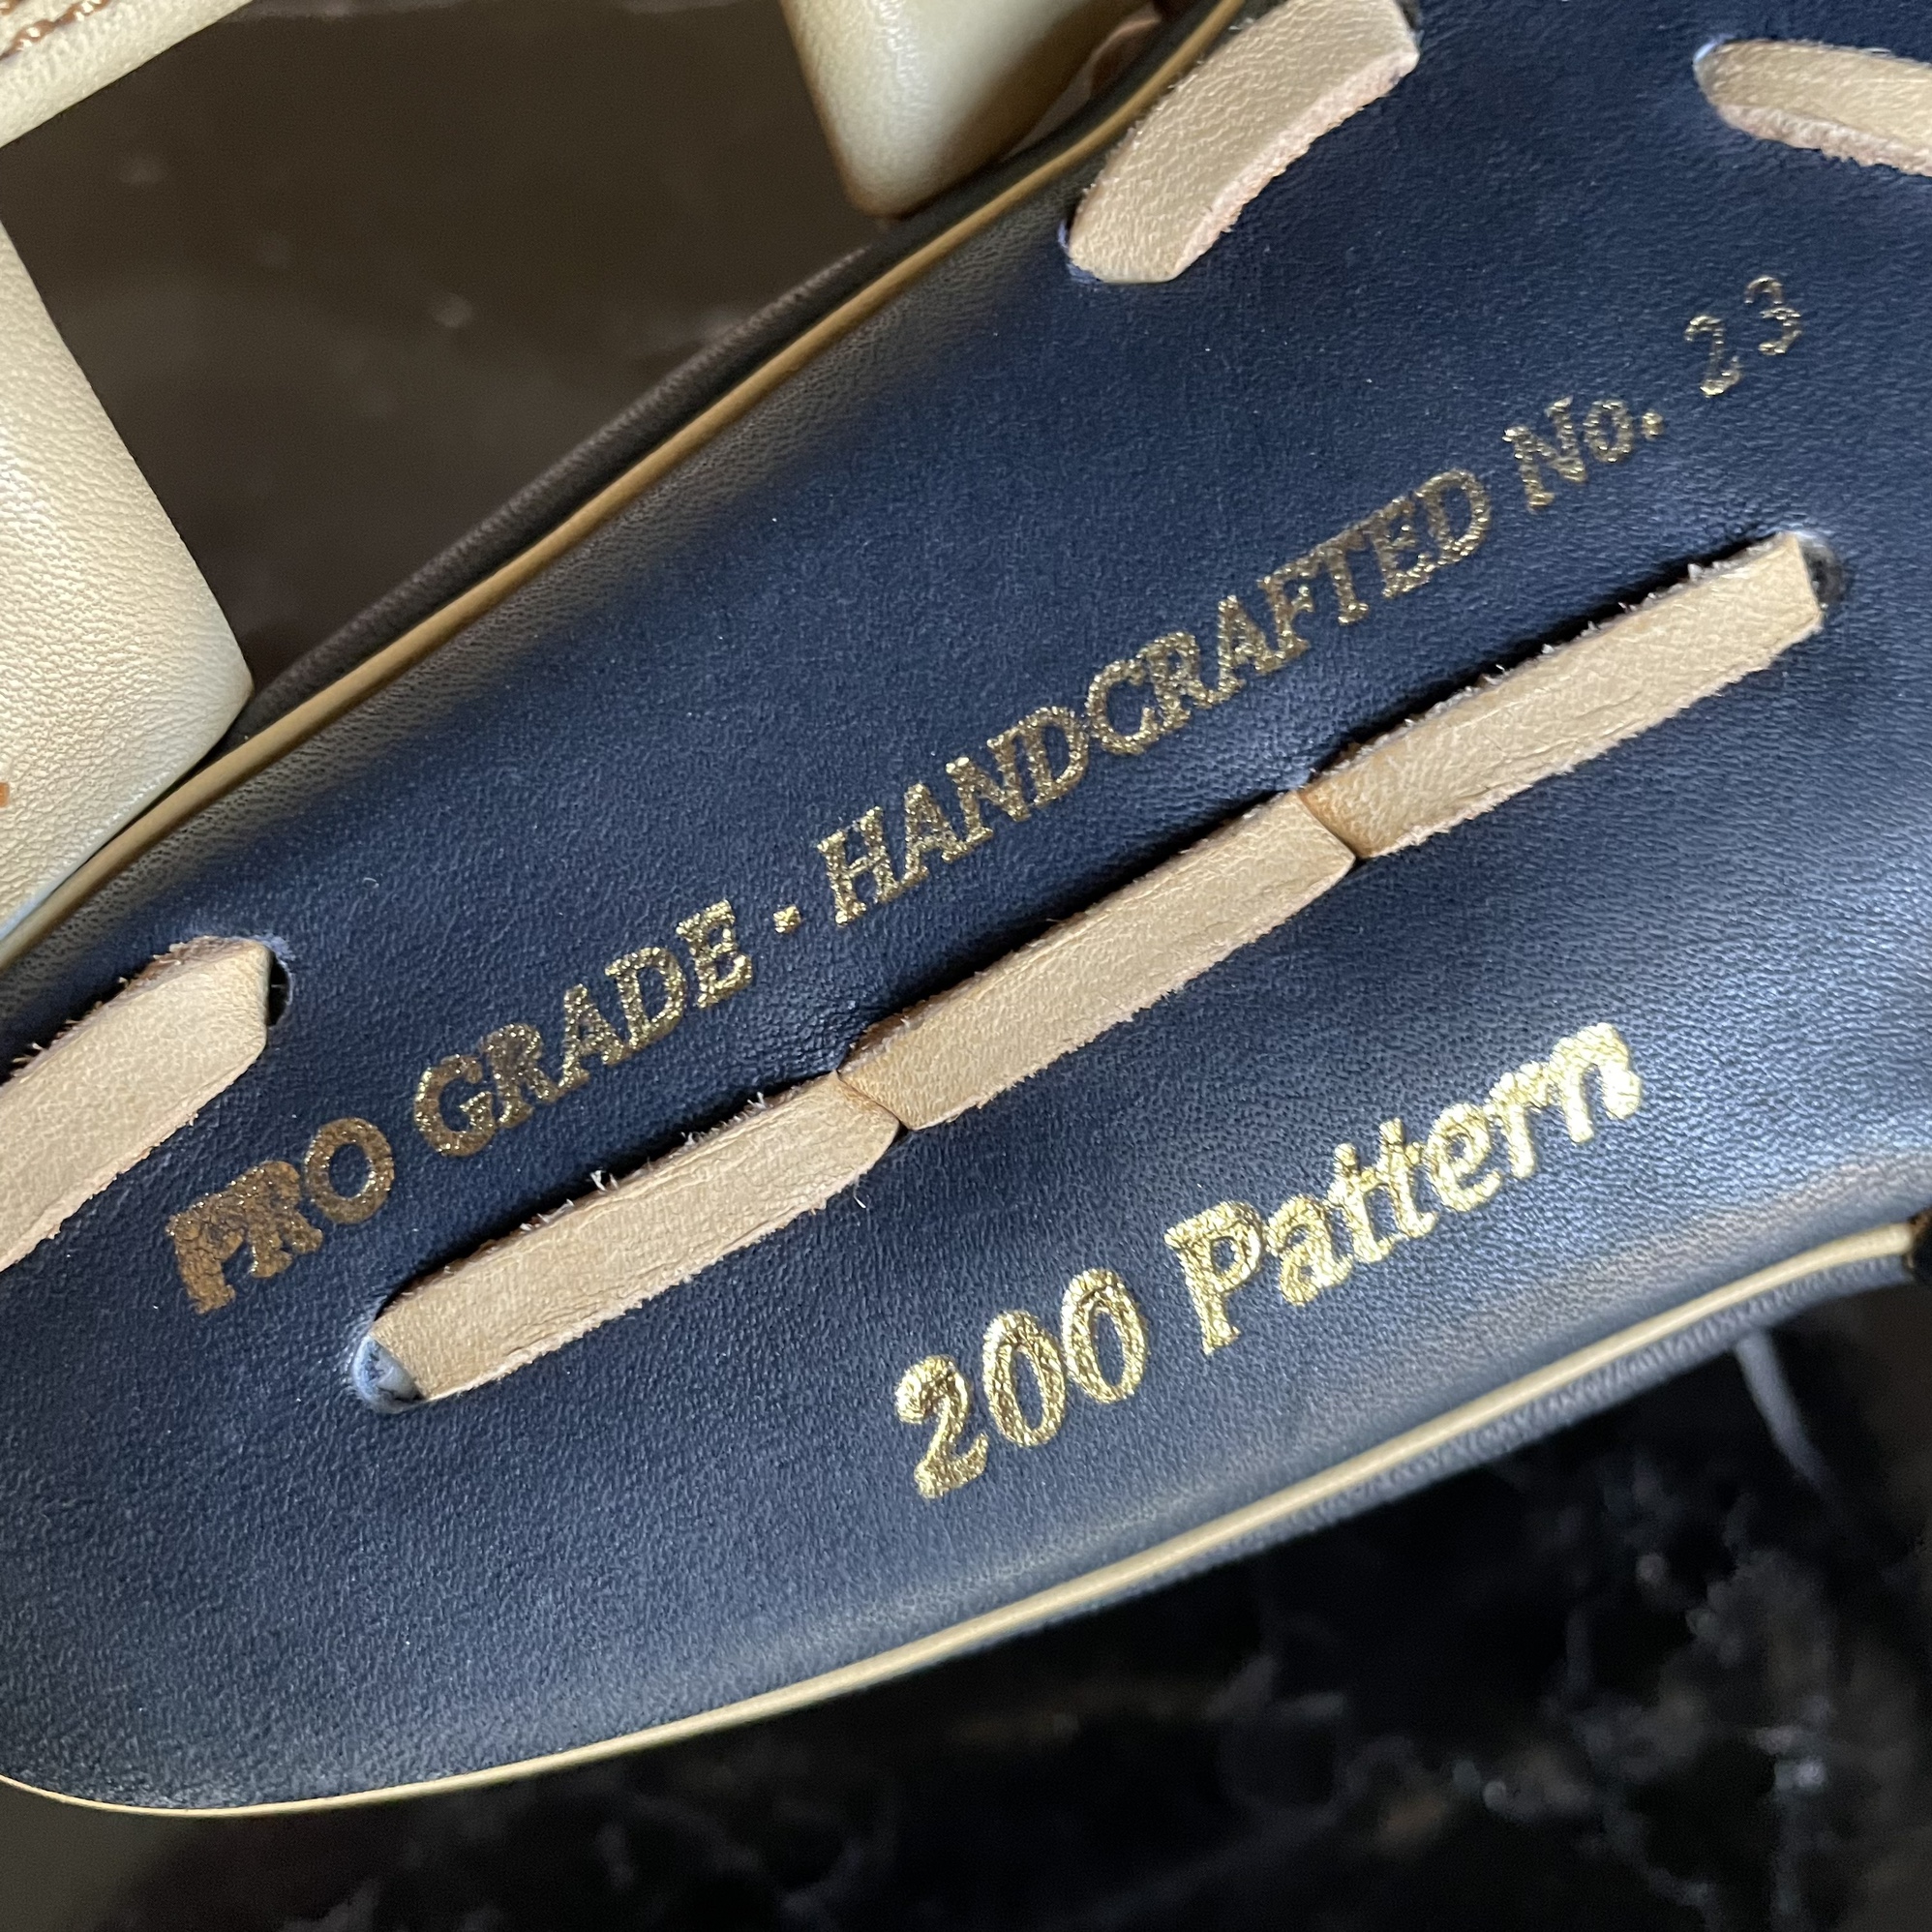 PRO GRADE · HANDCRAFTED No. 23
200 Pattern